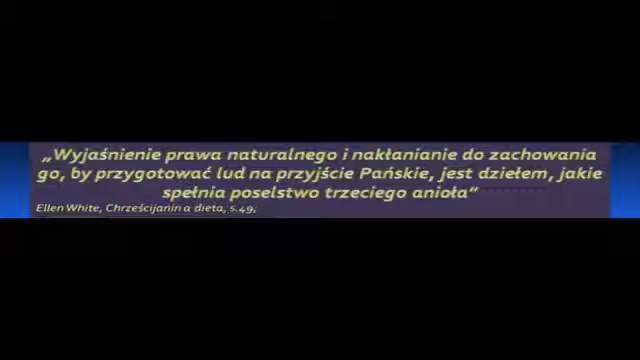 „Wyjaśnienie prawa naturalnego i nakłanianie do zachowania
go, by przygotować lud na przyjście Pańskie, jest dziełem, jakie
spełnia poselstwo trzeciego anioła”
Ellen White, Chrześcijanin a dieta, s.49;